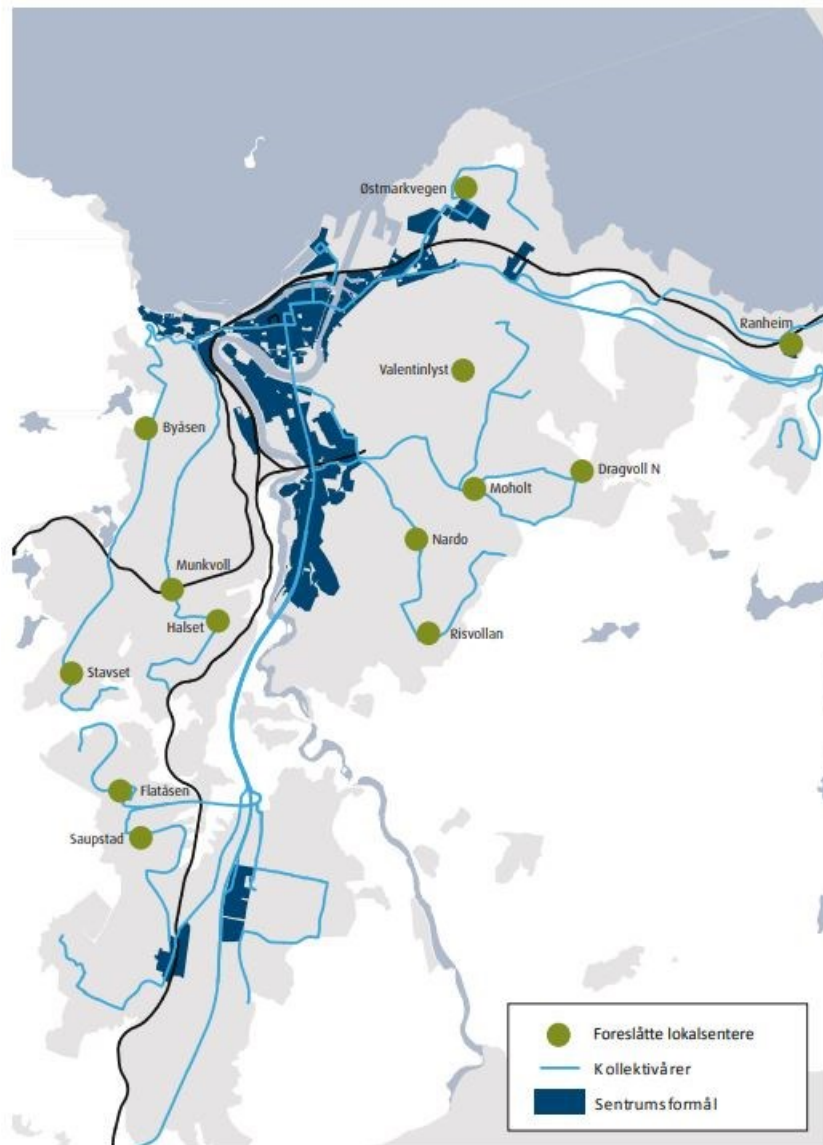 Østmarkvegen
Ranheim
Valentinlyst
Byåsen
Dragvoll N
Moholt
Nardo
Munkvoll
Halset
Risvollan
Stavset
Flatåsen
Saupstad
Foreslåtte lokalsentere
Kollektivårer
Sentrumsformål